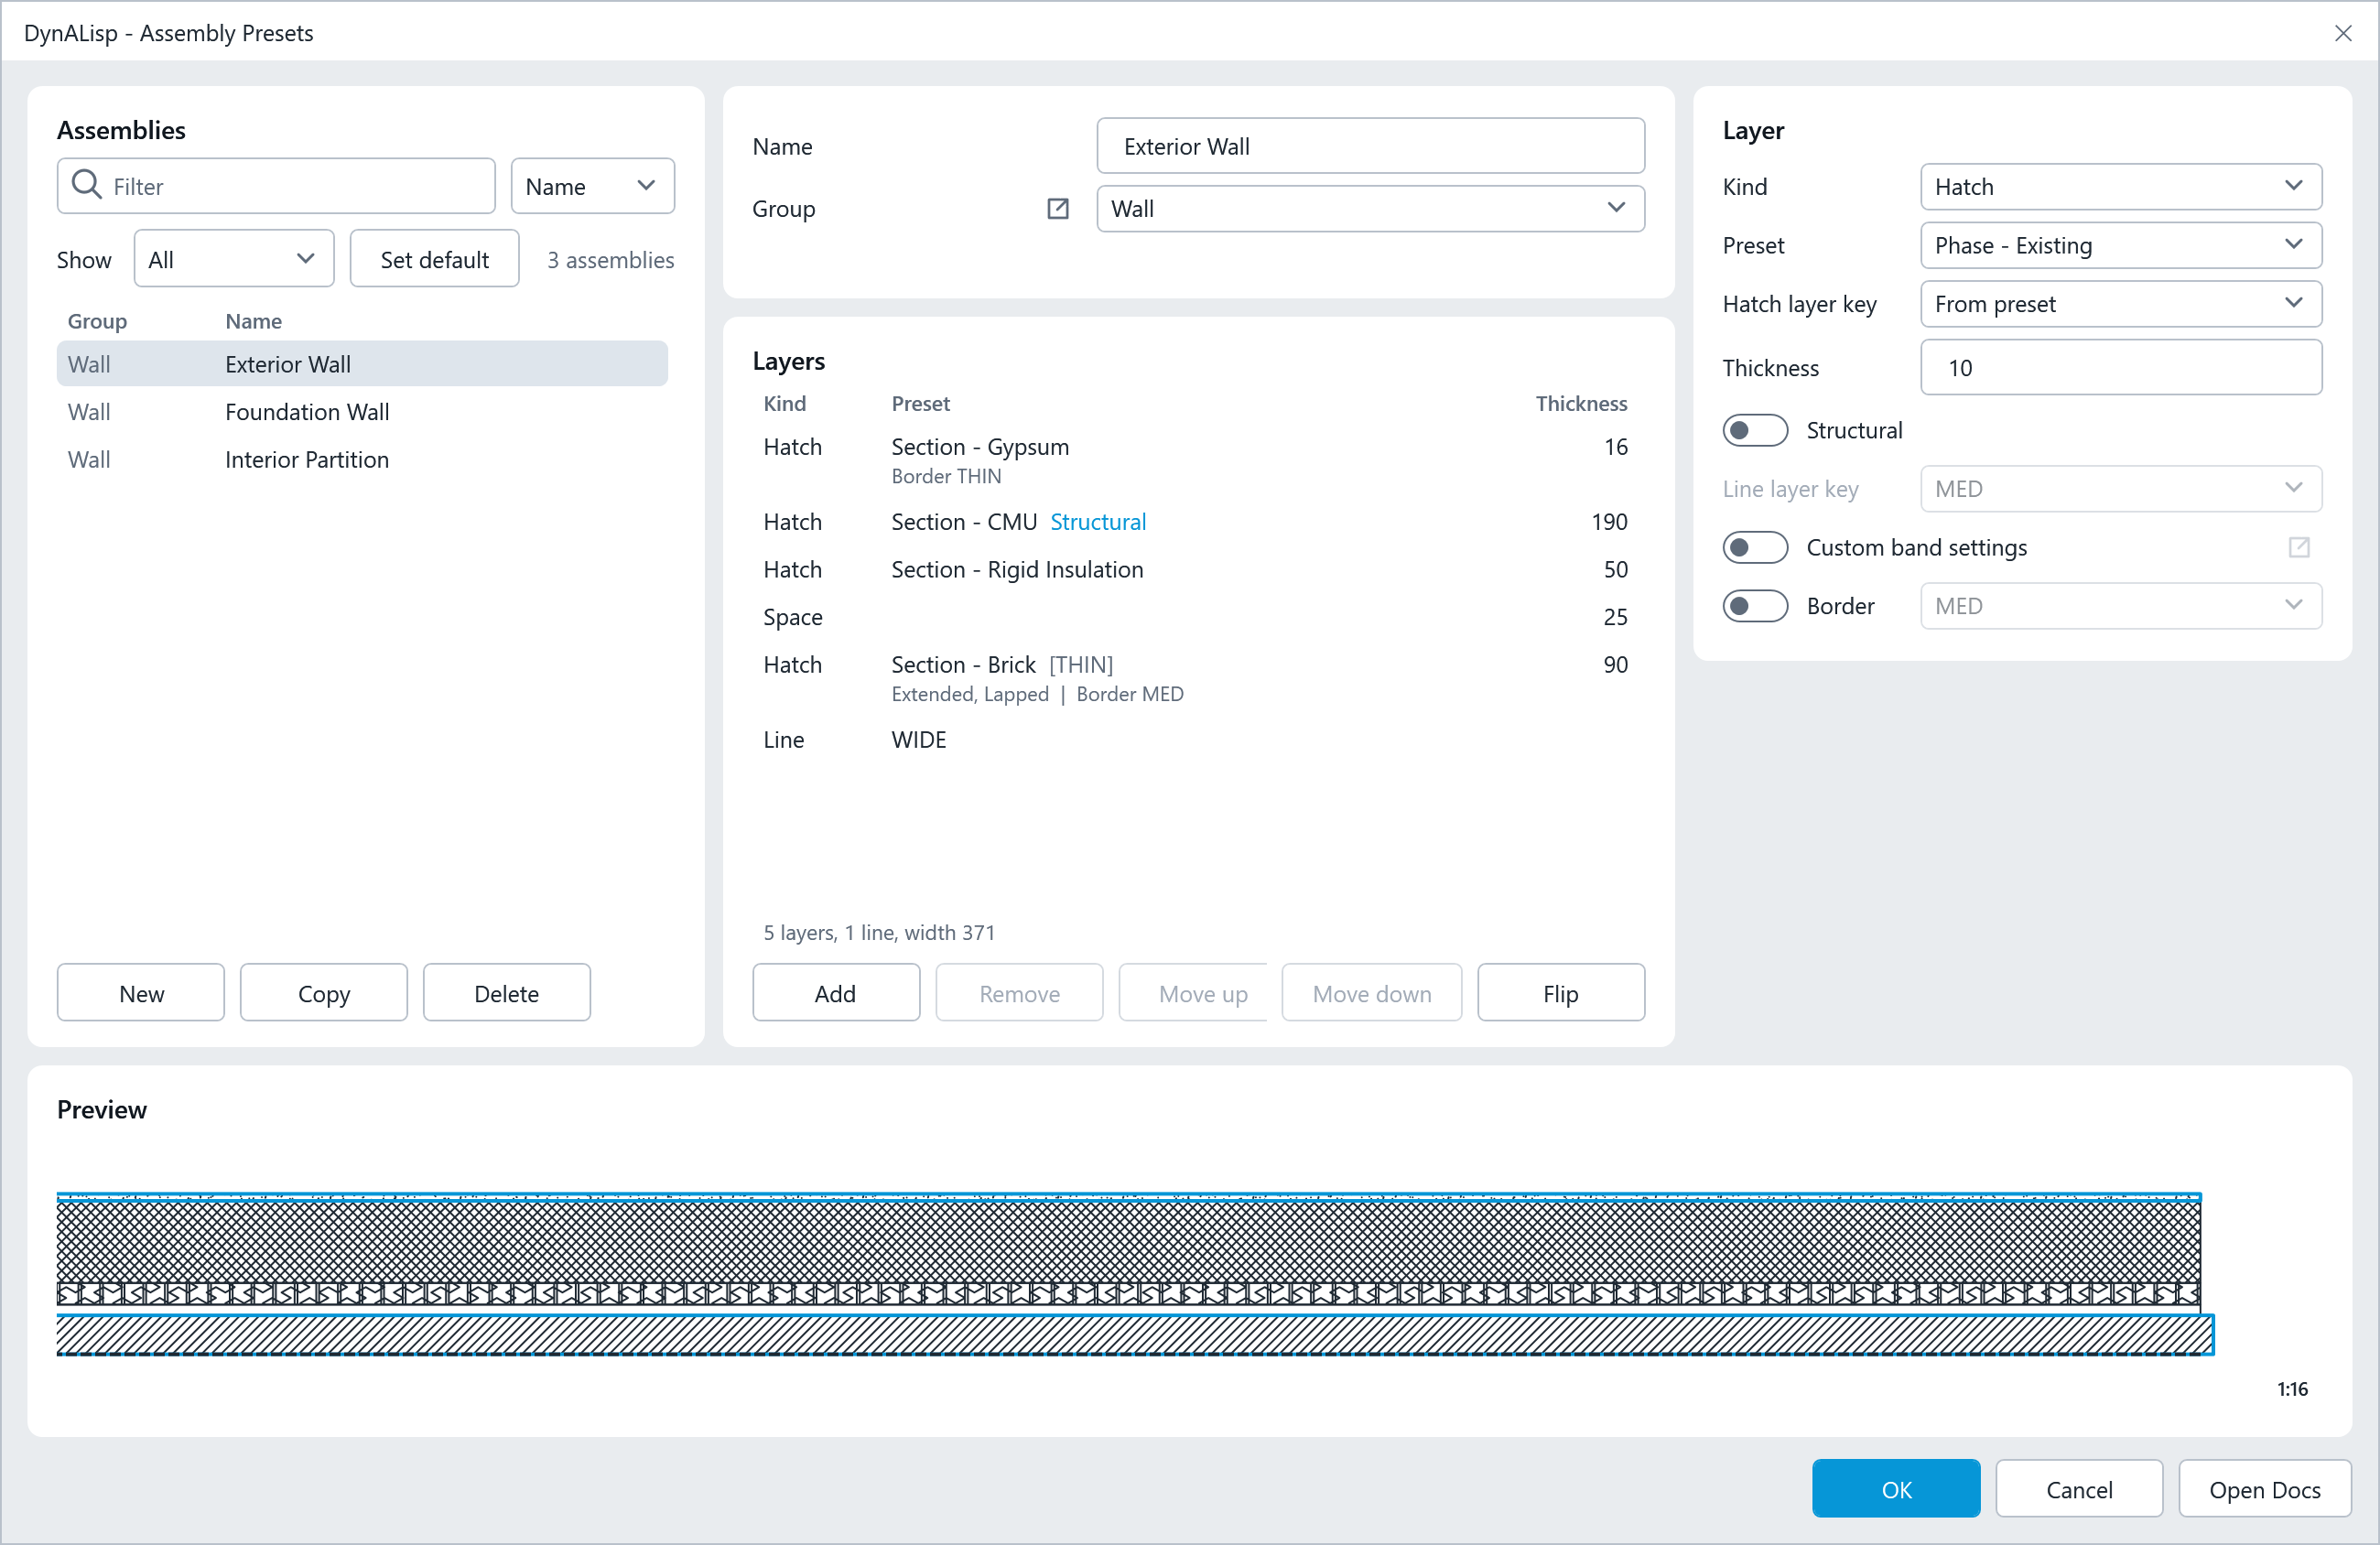 DynALisp - Assembly Presets
Assemblies
Filter
Name
Show
All
Set default
3 assemblies
Group Name
Wall Exterior Wall
Wall Foundation Wall
Wall Interior Partition
New
Copy
Delete
Name
Exterior Wall
Group
Wall
Layers
Kind Preset Thickness
Hatch Section - Gypsum 16
Border THIN
Hatch Section - CMU Structural 190
Hatch Section - Rigid Insulation 50
Space 25
Hatch Section - Brick [THIN] 90
Extended, Lapped | Border MED
Line WIDE
5 layers, 1 line, width 371
Add
Remove
Move up
Move down
Flip
Layer
Kind
Hatch
Preset
Phase - Existing
Hatch layer key
From preset
Thickness
10
Structural
Line layer key
MED
Custom band settings
Border
MED
Preview
1:16
OK
Cancel
Open Docs